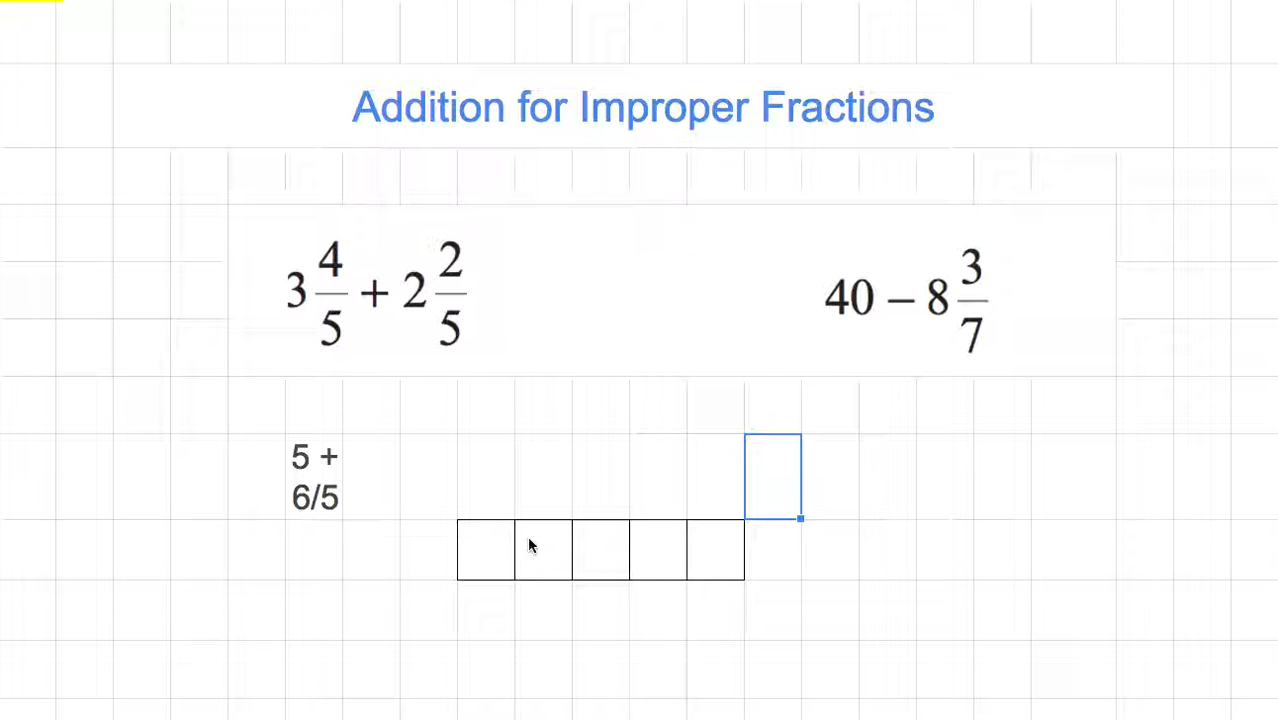 Addition for Improper Fractions
3 4/5 + 2 2/5
40 – 8 3/7
5 +
6/5